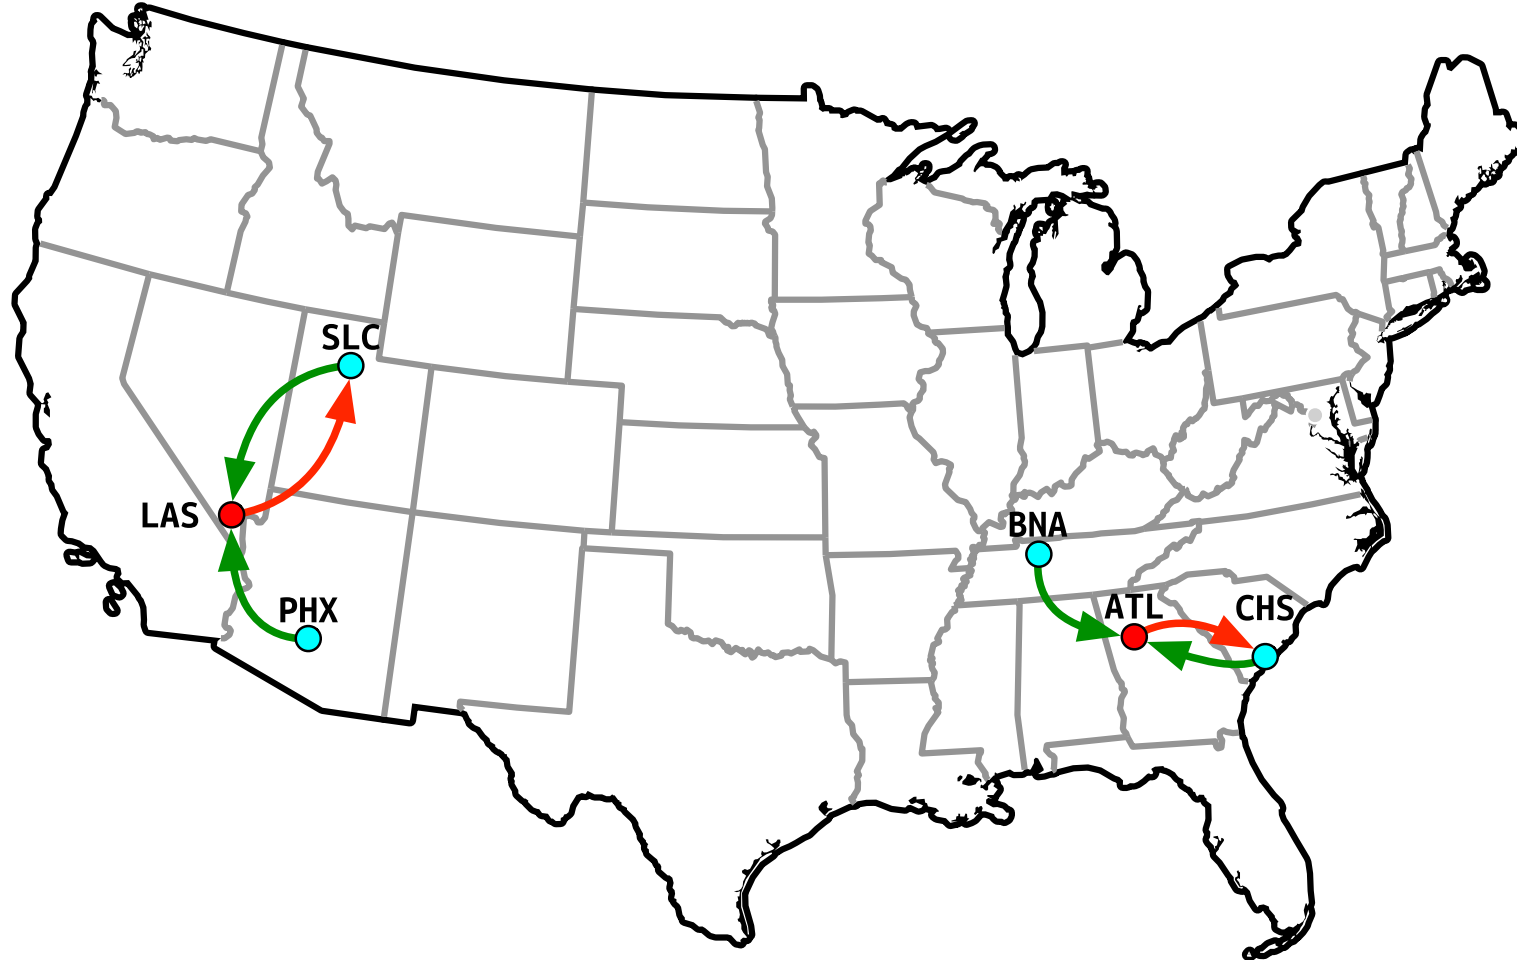 SLC
LAS
BNA
PHX
ATL
CHS